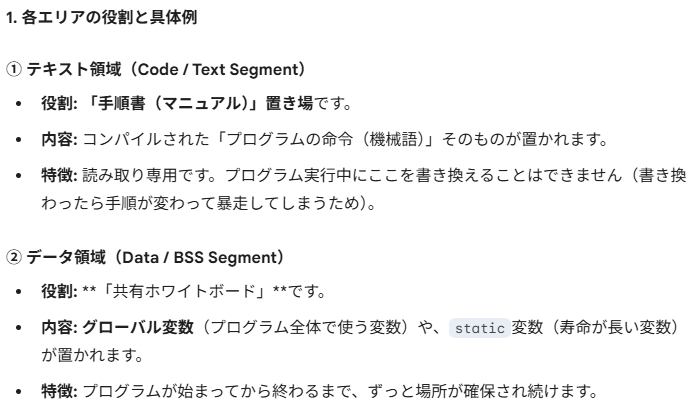 1. 各エリアの役割と具体例
① テキスト領域（Code / Text Segment）
• 役割: 「手順書（マニュアル）」置き場です。
• 内容: コンパイルされた「プログラムの命令（機械語）」そのものが置かれます。
• 特徴: 読み取り専用です。プログラム実行中にここを書き換えることはできません（書き換
わったら手順が変わって暴走してしまうため）。
② データ領域（Data / BSS Segment）
• 役割: **「共有ホワイトボード」**です。
• 内容: グローバル変数（プログラム全体で使う変数）や、 static 変数（寿命が長い変数）
が置かれます。
• 特徴: プログラムが始まってから終わるまで、ずっと場所が確保され続けます。